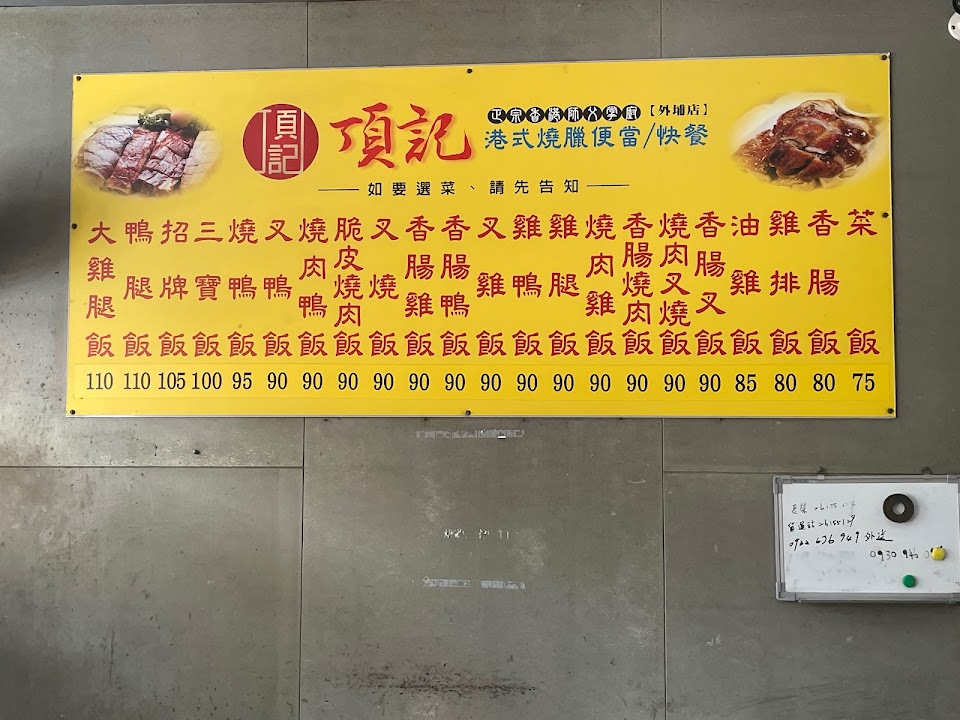 頂記
頂記
正宗香港師父掌廚
【外埔店】
港式燒臘便當/快餐
如要選菜、請先告知
大雞腿飯 110
鴨腿飯 110
招牌飯 105
三寶飯 100
燒鴨飯 95
叉鴨飯 90
燒肉鴨飯 90
脆皮燒肉飯 90
叉燒飯 90
香腸雞飯 90
香腸鴨飯 90
叉雞飯 90
雞鴨飯 90
雞腿飯 90
燒肉雞飯 90
香腸燒肉飯 90
燒肉叉燒飯 90
香腸叉飯 90
油雞飯 85
雞排飯 80
香腸飯 80
菜飯 75
0930